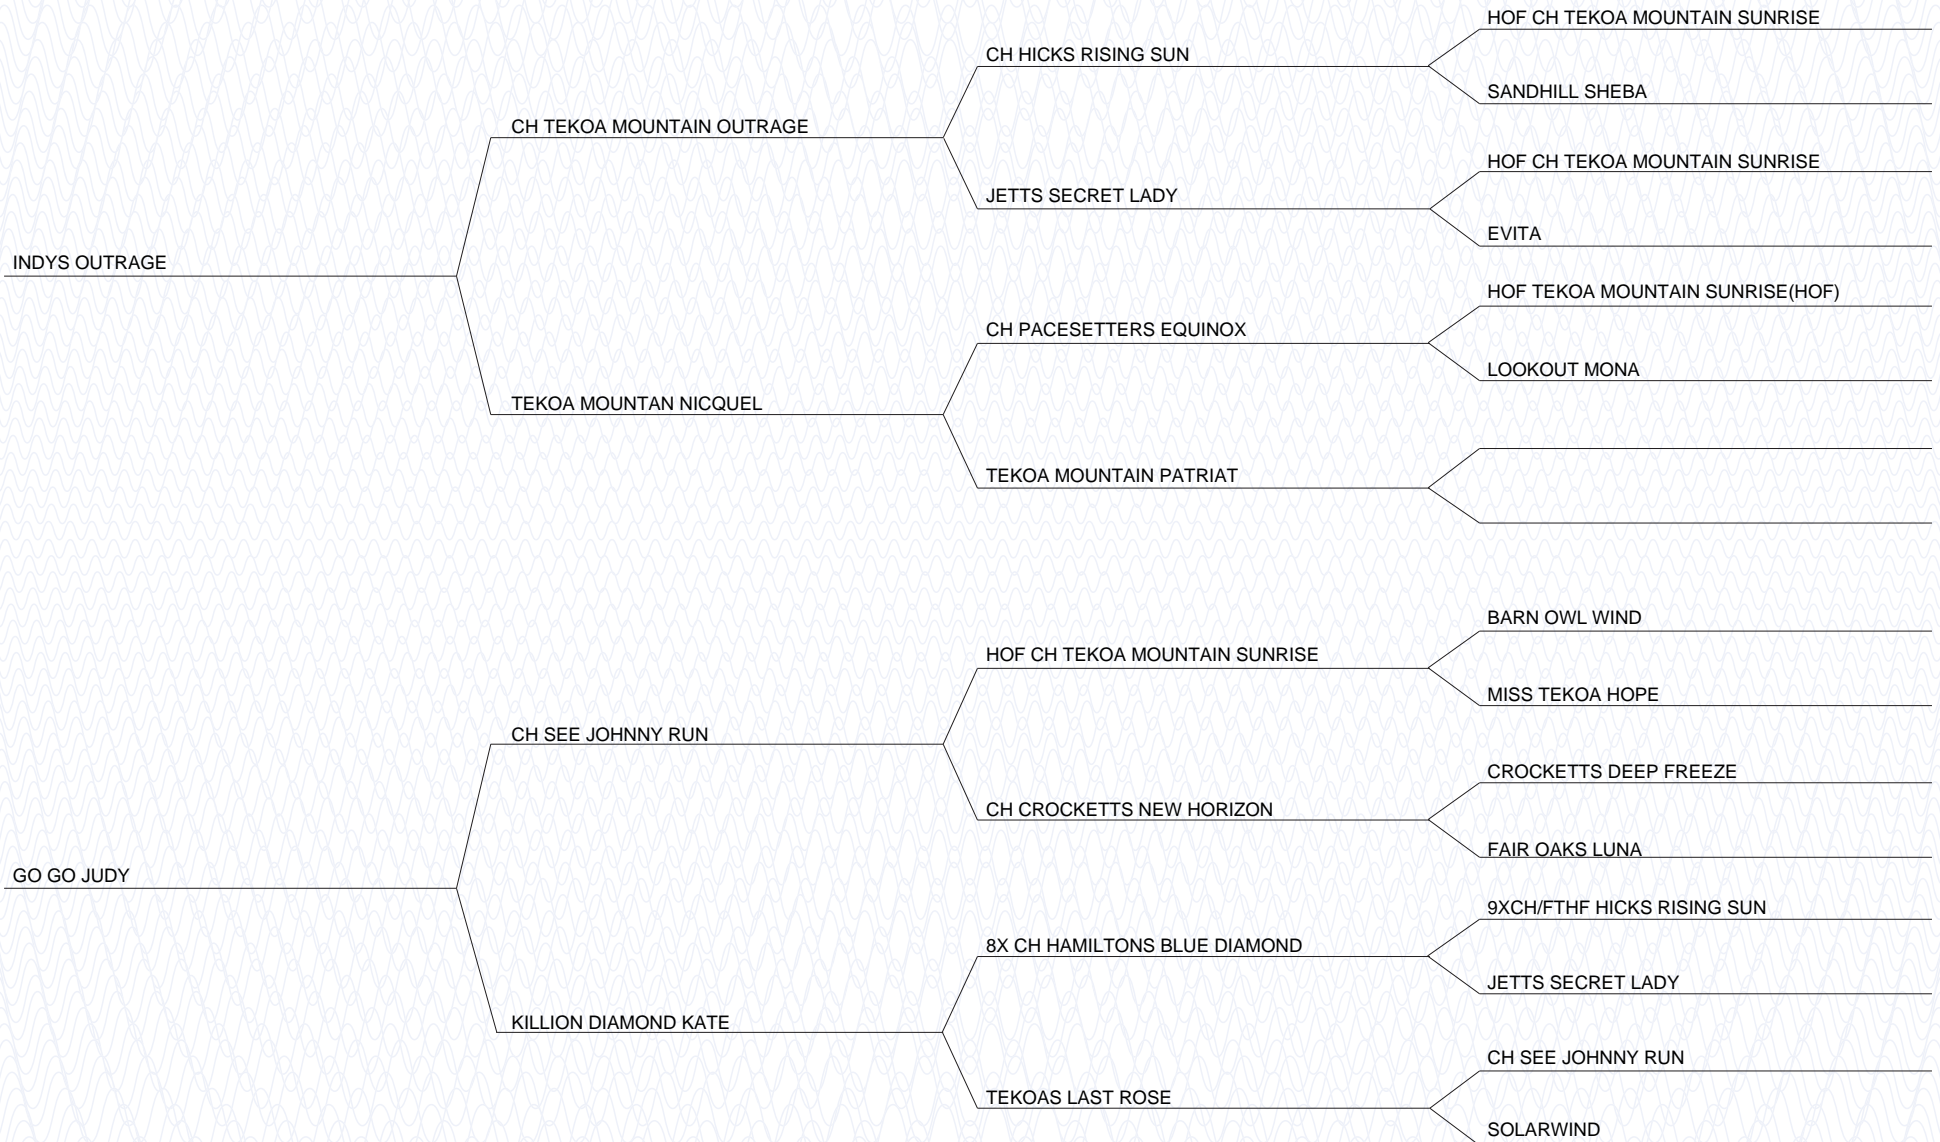 HOF CH TEKOA MOUNTAIN SUNRISE
CH HICKS RISING SUN
SANDHILL SHEBA
CH TEKOA MOUNTAIN OUTRAGE
HOF CH TEKOA MOUNTAIN SUNRISE
JETTS SECRET LADY
EVITA
INDYS OUTRAGE
HOF TEKOA MOUNTAIN SUNRISE(HOF)
CH PACESETTERS EQUINOX
LOOKOUT MONA
TEKOA MOUNTAN NICQUEL
TEKOA MOUNTAIN PATRIAT
BARN OWL WIND
HOF CH TEKOA MOUNTAIN SUNRISE
MISS TEKOA HOPE
CH SEE JOHNNY RUN
CROCKETTS DEEP FREEZE
CH CROCKETTS NEW HORIZON
FAIR OAKS LUNA
GO GO JUDY
9XCH/FTHF HICKS RISING SUN
8X CH HAMILTONS BLUE DIAMOND
JETTS SECRET LADY
KILLION DIAMOND KATE
CH SEE JOHNNY RUN
TEKOAS LAST ROSE
SOLARWIND